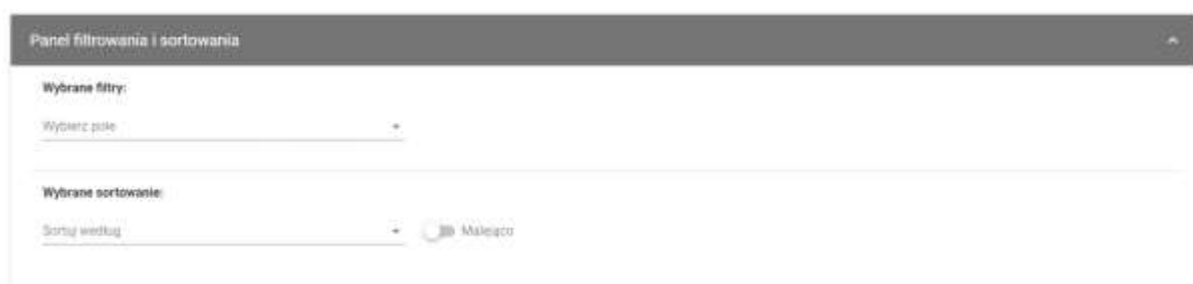 Panel filtrowania i sortowania
Wybrane filtry:
Wybierz pole
Wybrane sortowanie:
Sortuj według
Malejąco